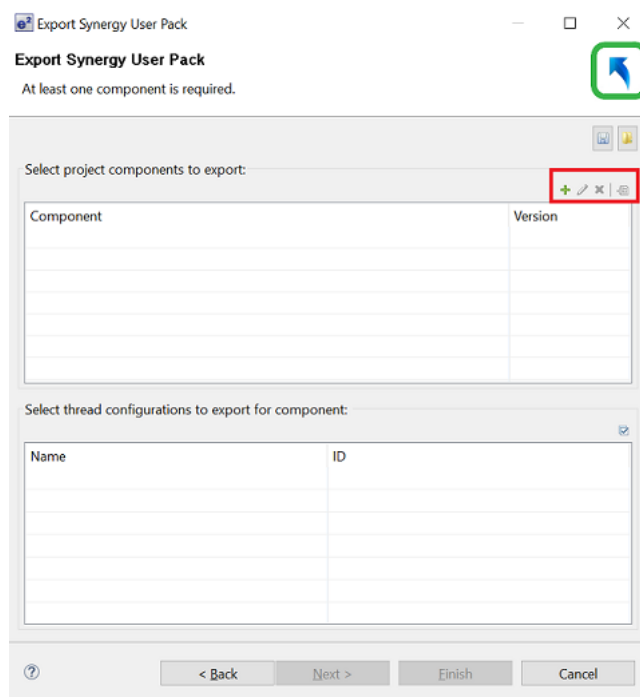 e² Export Synergy User Pack
Export Synergy User Pack
At least one component is required.
Select project components to export:
Component Version
Select thread configurations to export for component:
Name ID
? < Back Next > Finish Cancel